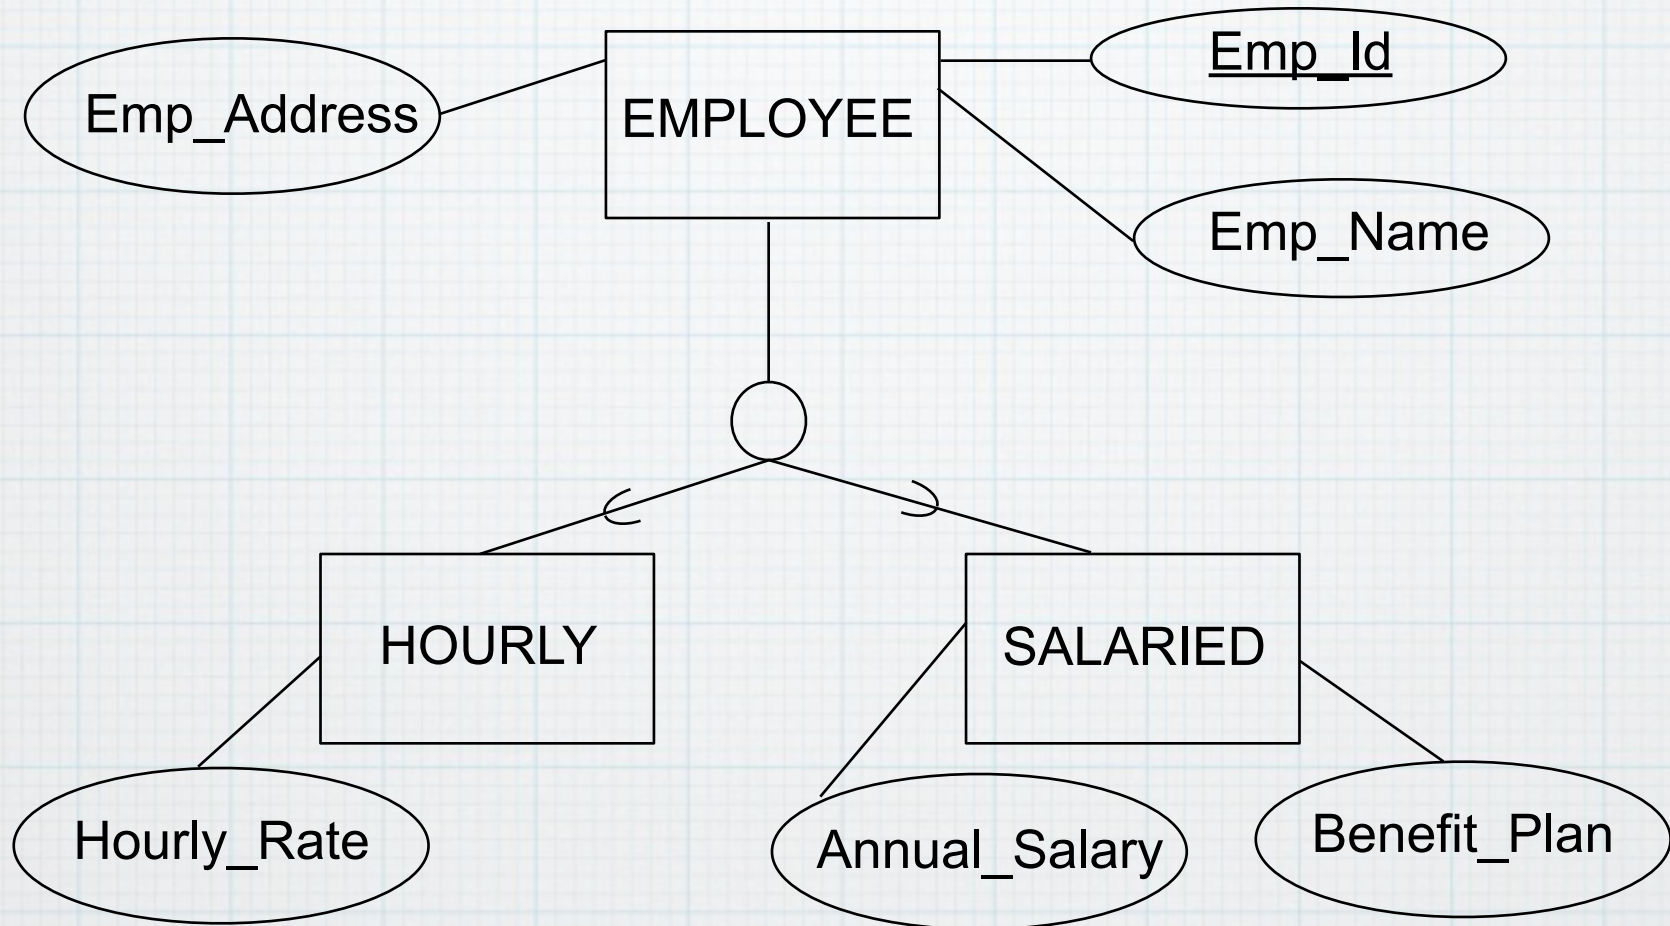 Emp_Id
Emp_Address
EMPLOYEE
Emp_Name
HOURLY
SALARIED
Hourly_Rate
Annual_Salary
Benefit_Plan